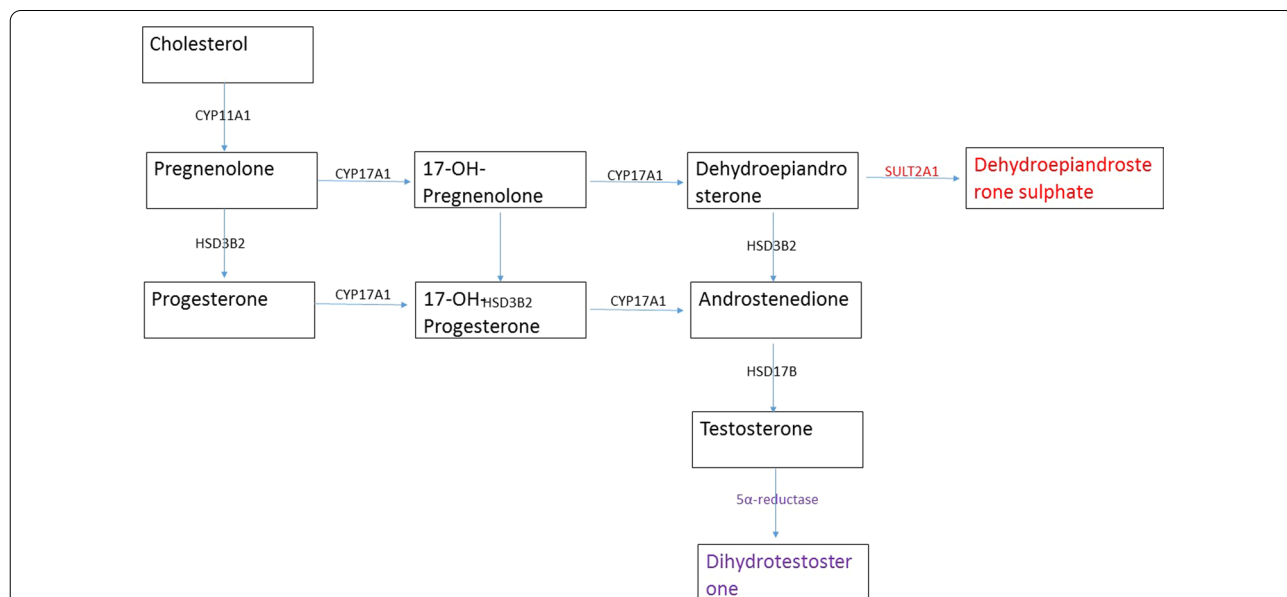 Cholesterol
CYP11A1
Pregnenolone
CYP17A1
17-OH-
Pregnenolone
CYP17A1
Dehydroepiandro
sterone
SULT2A1
Dehydroepiandroste
rone sulphate
HSD3B2
HSD3B2
Progesterone
CYP17A1
17-OH-
HSD3B2
Progesterone
CYP17A1
Androstenedione
HSD17B
Testosterone
5α-reductase
Dihydrotestoster
one